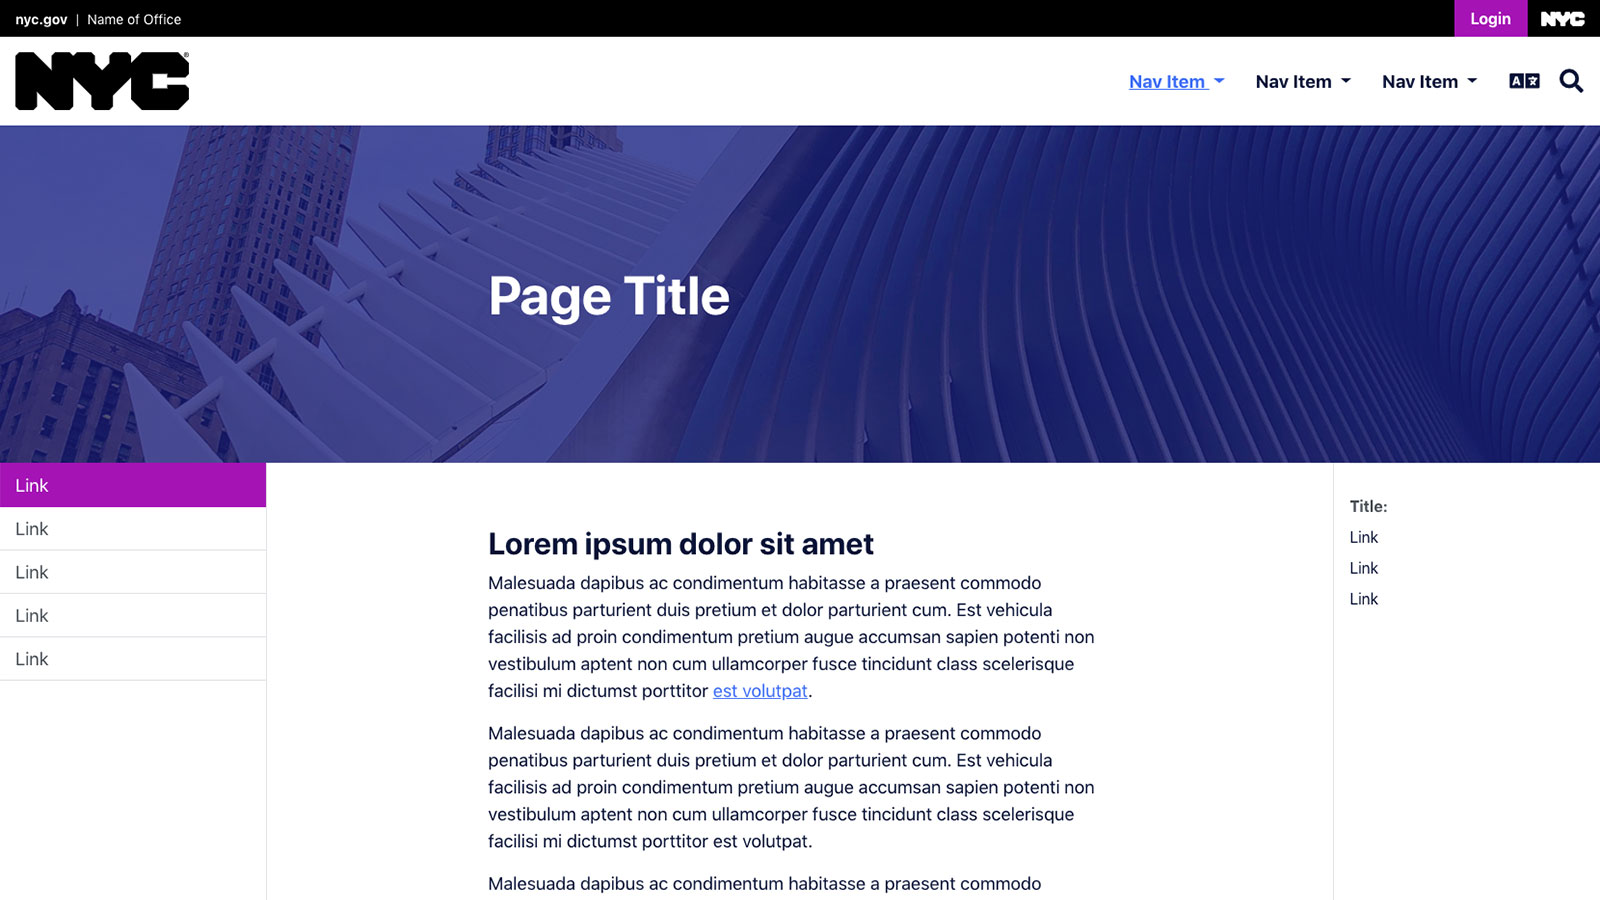 nyc.gov | Name of Office
Login
NYC
NYC®
Nav Item
Nav Item
Nav Item
A文
Page Title
Link
Link
Link
Link
Link
Lorem ipsum dolor sit amet
Malesuada dapibus ac condimentum habitasse a praesent commodo
penatibus parturient duis pretium et dolor parturient cum. Est vehicula
facilisis ad proin condimentum pretium augue accumsan sapien potenti non
vestibulum aptent non cum ullamcorper fusce tincidunt class scelerisque
facilisi mi dictumst porttitor est volutpat.
Malesuada dapibus ac condimentum habitasse a praesent commodo
penatibus parturient duis pretium et dolor parturient cum. Est vehicula
facilisis ad proin condimentum pretium augue accumsan sapien potenti non
vestibulum aptent non cum ullamcorper fusce tincidunt class scelerisque
facilisi mi dictumst porttitor est volutpat.
Malesuada dapibus ac condimentum habitasse a praesent commodo
Title:
Link
Link
Link